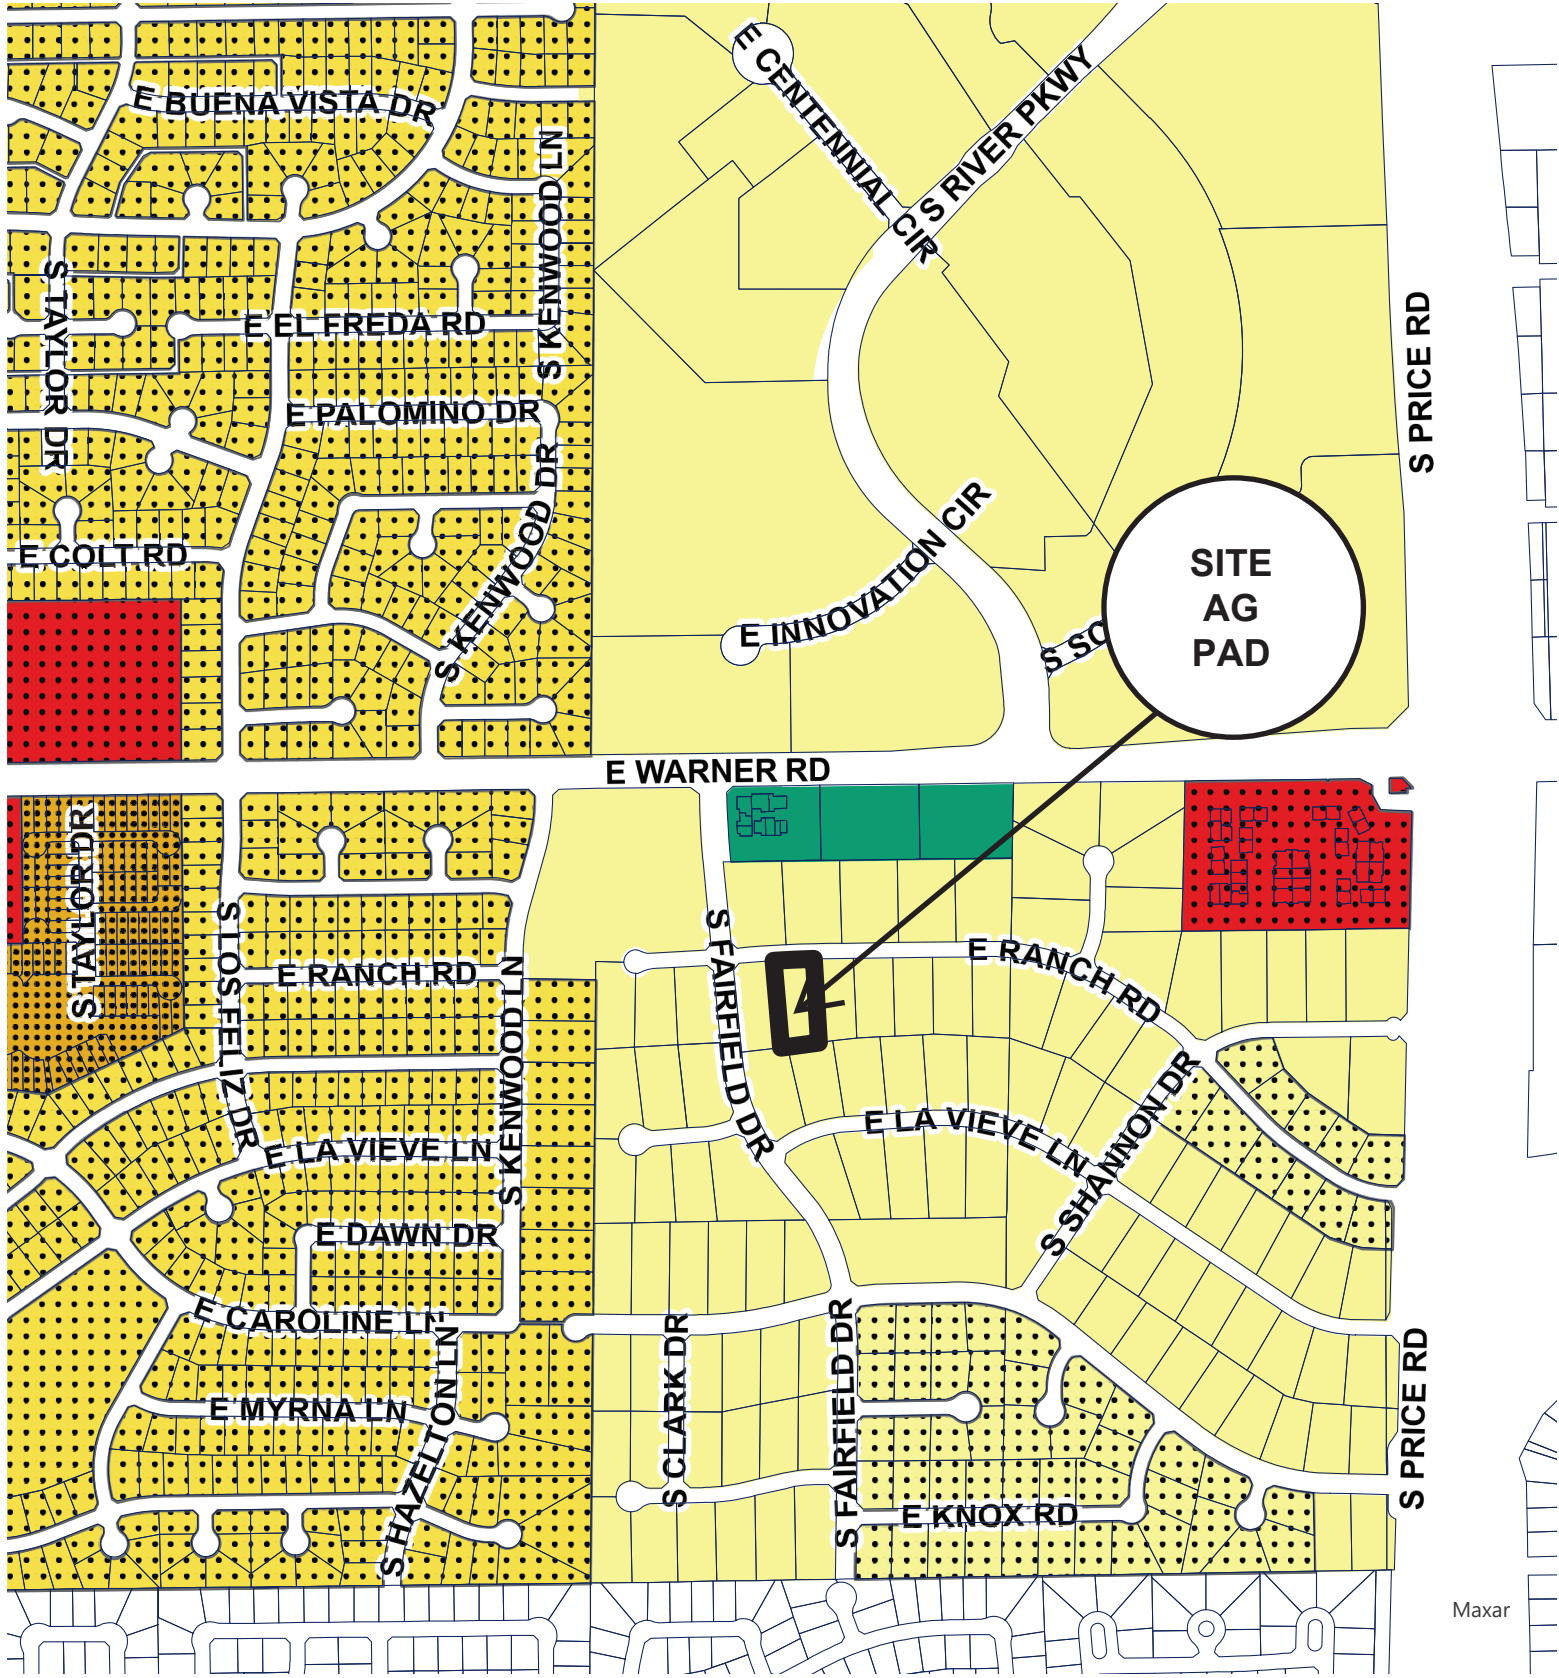 E BUENA VISTA DR
E CENTENNIAL CIR
S RIVER PKWY
S KENWOOD LN
S TAYLOR DR
E EL FREDA RD
S PRICE RD
E PALOMINO DR
S KENWOOD DR
E INNOVATION CIR
E COLT RD
S SC
SITE
AG
PAD
E WARNER RD
S TAYLOR DR
S LOS FELIZ DR
E RANCH RD
S KENWOOD LN
S FAIRFIELD DR
E RANCH RD
E LA VIEVE LN
E LA VIEVE LN
S SHANNON DR
E DAWN DR
E CAROLINE LN
S CLARK DR
S FAIRFIELD DR
S PRICE RD
E MYRNA LN
S HAZELTON LN
E KNOX RD
Maxar